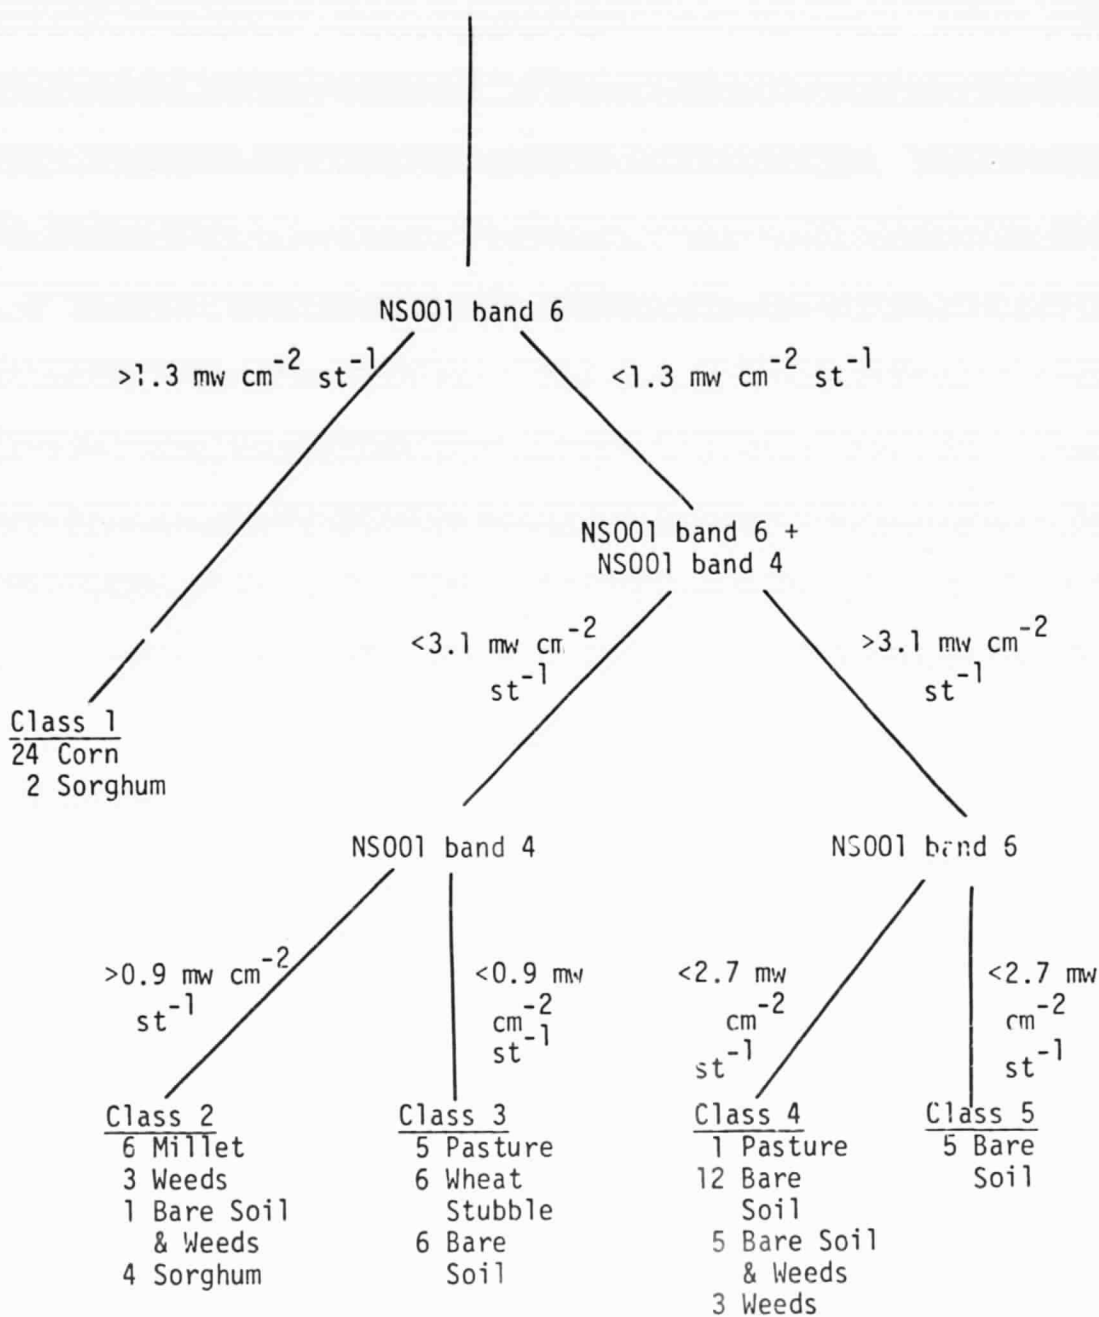 NS001 band 6
>1.3 mw cm⁻² st⁻¹
<1.3 mw cm⁻² st⁻¹
NS001 band 6 +
NS001 band 4
<3.1 mw cm⁻²
st⁻¹
>3.1 mw cm⁻²
st⁻¹
Class 1
24 Corn
2 Sorghum
NS001 band 4
NS001 band 6
>0.9 mw cm⁻²
st⁻¹
<0.9 mw
cm⁻²
st⁻¹
<2.7 mw
cm⁻²
st⁻¹
<2.7 mw
cm⁻²
st⁻¹
Class 2
6 Millet
3 Weeds
1 Bare Soil
& Weeds
4 Sorghum
Class 3
5 Pasture
6 Wheat
Stubble
6 Bare
Soil
Class 4
1 Pasture
12 Bare
Soil
5 Bare Soil
& Weeds
3 Weeds
Class 5
5 Bare
Soil